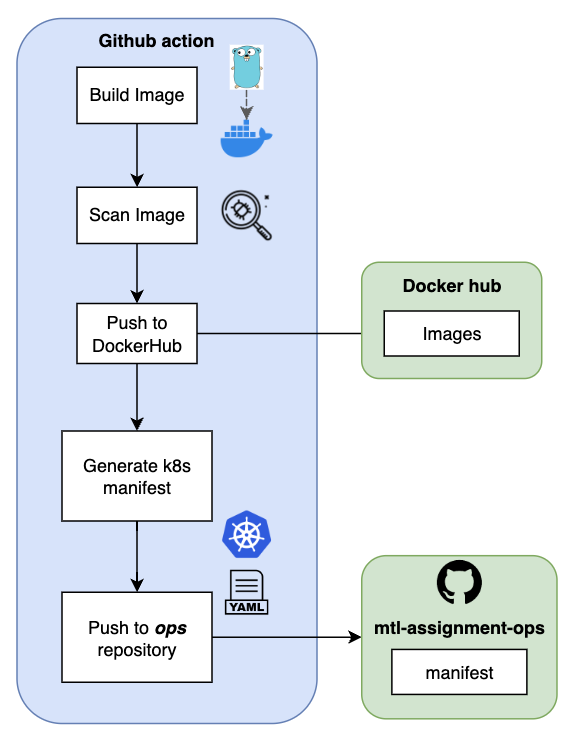 Github action
Build Image
Scan Image
Push to
DockerHub
Docker hub
Images
Generate k8s
manifest
YAML
Push to ops
repository
mtl-assignment-ops
manifest